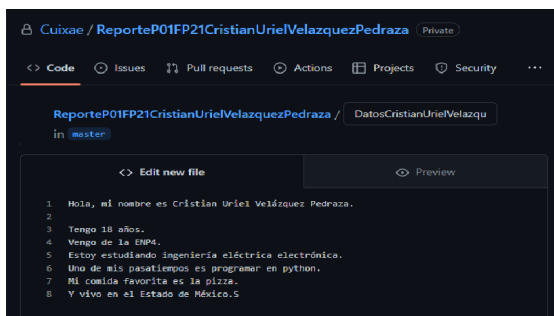 Cuixae / ReporteP01FP21CristianUrielVelazquezPedraza Private
<> Code Issues Pull requests Actions Projects Security ...
ReporteP01FP21CristianUrielVelazquezPedraza / DatosCristianUrielVelazqu
in master
<> Edit new file Preview
1 Hola, mi nombre es Cristian Uriel Velázquez Pedraza.
2
3 Tengo 18 años.
4 Vengo de la ENP4.
5 Estoy estudiando ingeniería eléctrica electrónica.
6 Uno de mis pasatiempos es programar en python.
7 Mi comida favorita es la pizza.
8 Y vivo en el Estado de México.S